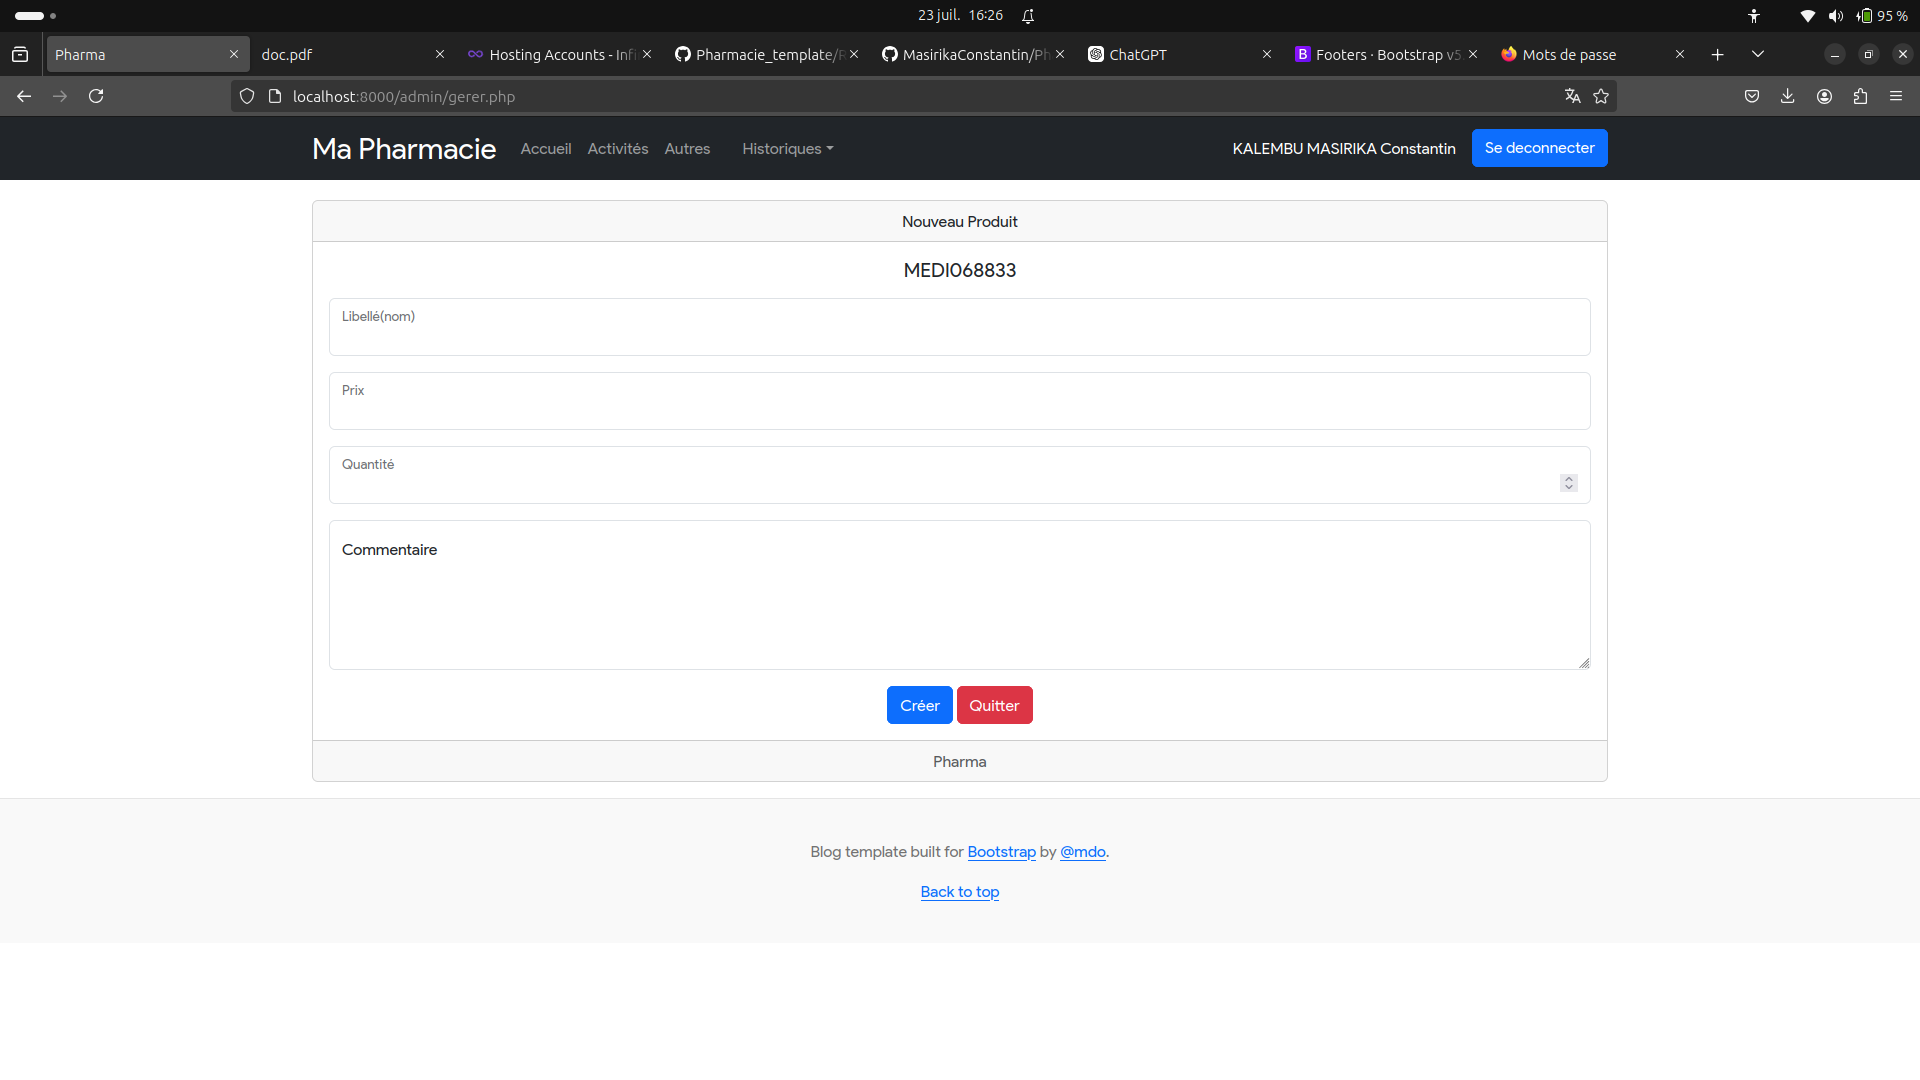 23 juil. 16:26
95 %
Pharma
doc.pdf
Hosting Accounts - Infi
Pharmacie_template/R
MasirikaConstantin/Ph
ChatGPT
Footers · Bootstrap v5.
Mots de passe
localhost:8000/admin/gerer.php
Ma Pharmacie
Accueil
Activités
Autres
Historiques
KALEMBU MASIRIKA Constantin
Se deconnecter
Nouveau Produit
MEDI068833
Libellé(nom)
Prix
Quantité
Commentaire
Créer
Quitter
Pharma
Blog template built for Bootstrap by @mdo.
Back to top